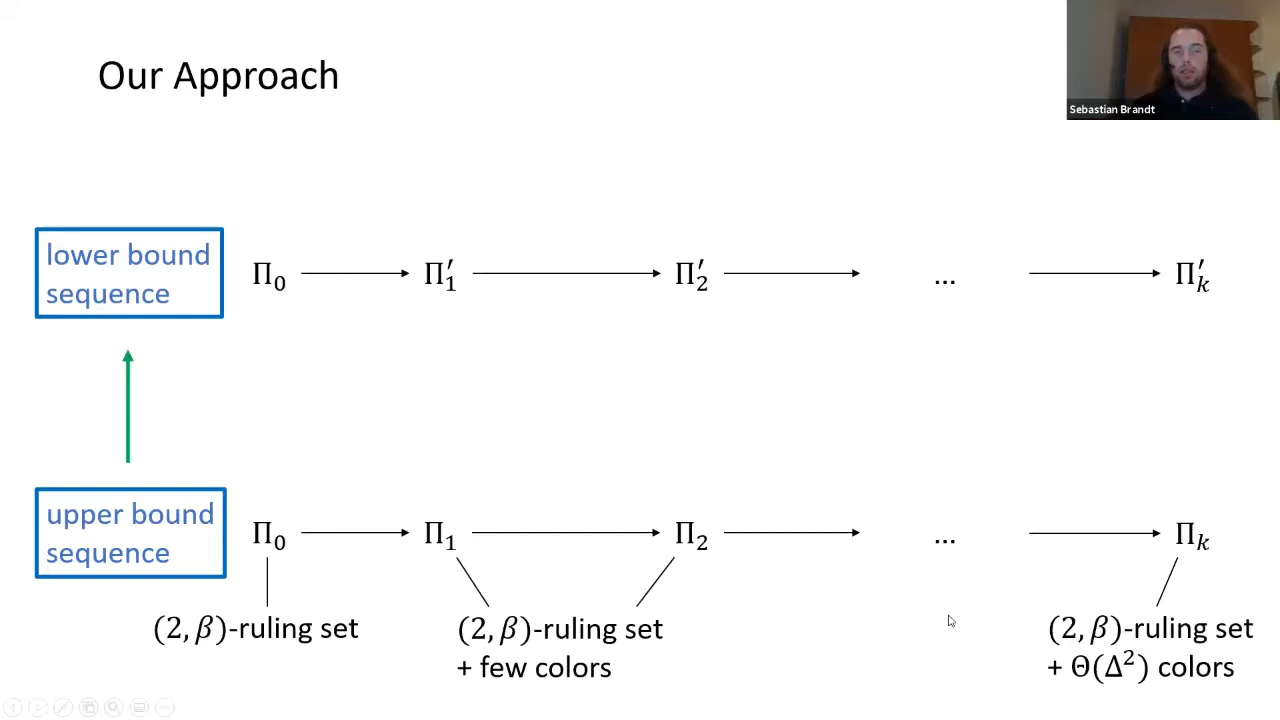 Our Approach
Sebastian Brandt
lower bound
sequence
Π₀
Π′₁
Π′₂
...
Π′ₖ
upper bound
sequence
Π₀
Π₁
Π₂
...
Πₖ
(2, β)-ruling set
(2, β)-ruling set
+ few colors
(2, β)-ruling set
+ Θ(Δ²) colors